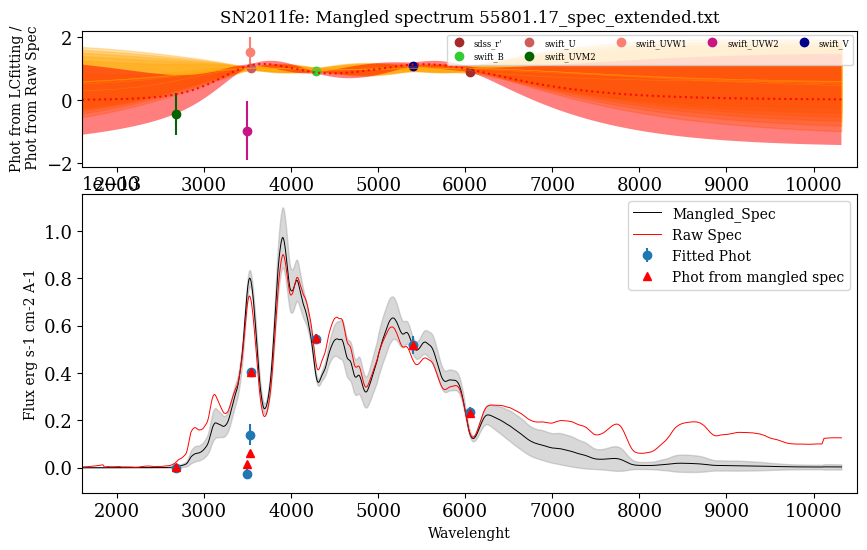 SN2011fe: Mangled spectrum 55801.17_spec_extended.txt
Phot from LCfitting /
Phot from Raw Spec
2
0
−2
sdss_r' swift_U swift_UVW1 swift_UVW2 swift_V
swift_B swift_UVM2
2000 3000 4000 5000 6000 7000 8000 9000 10000
1e−13
Flux erg s-1 cm-2 A-1
1.0
0.8
0.6
0.4
0.2
0.0
Mangled_Spec
Raw Spec
Fitted Phot
Phot from mangled spec
2000 3000 4000 5000 6000 7000 8000 9000 10000
Wavelenght